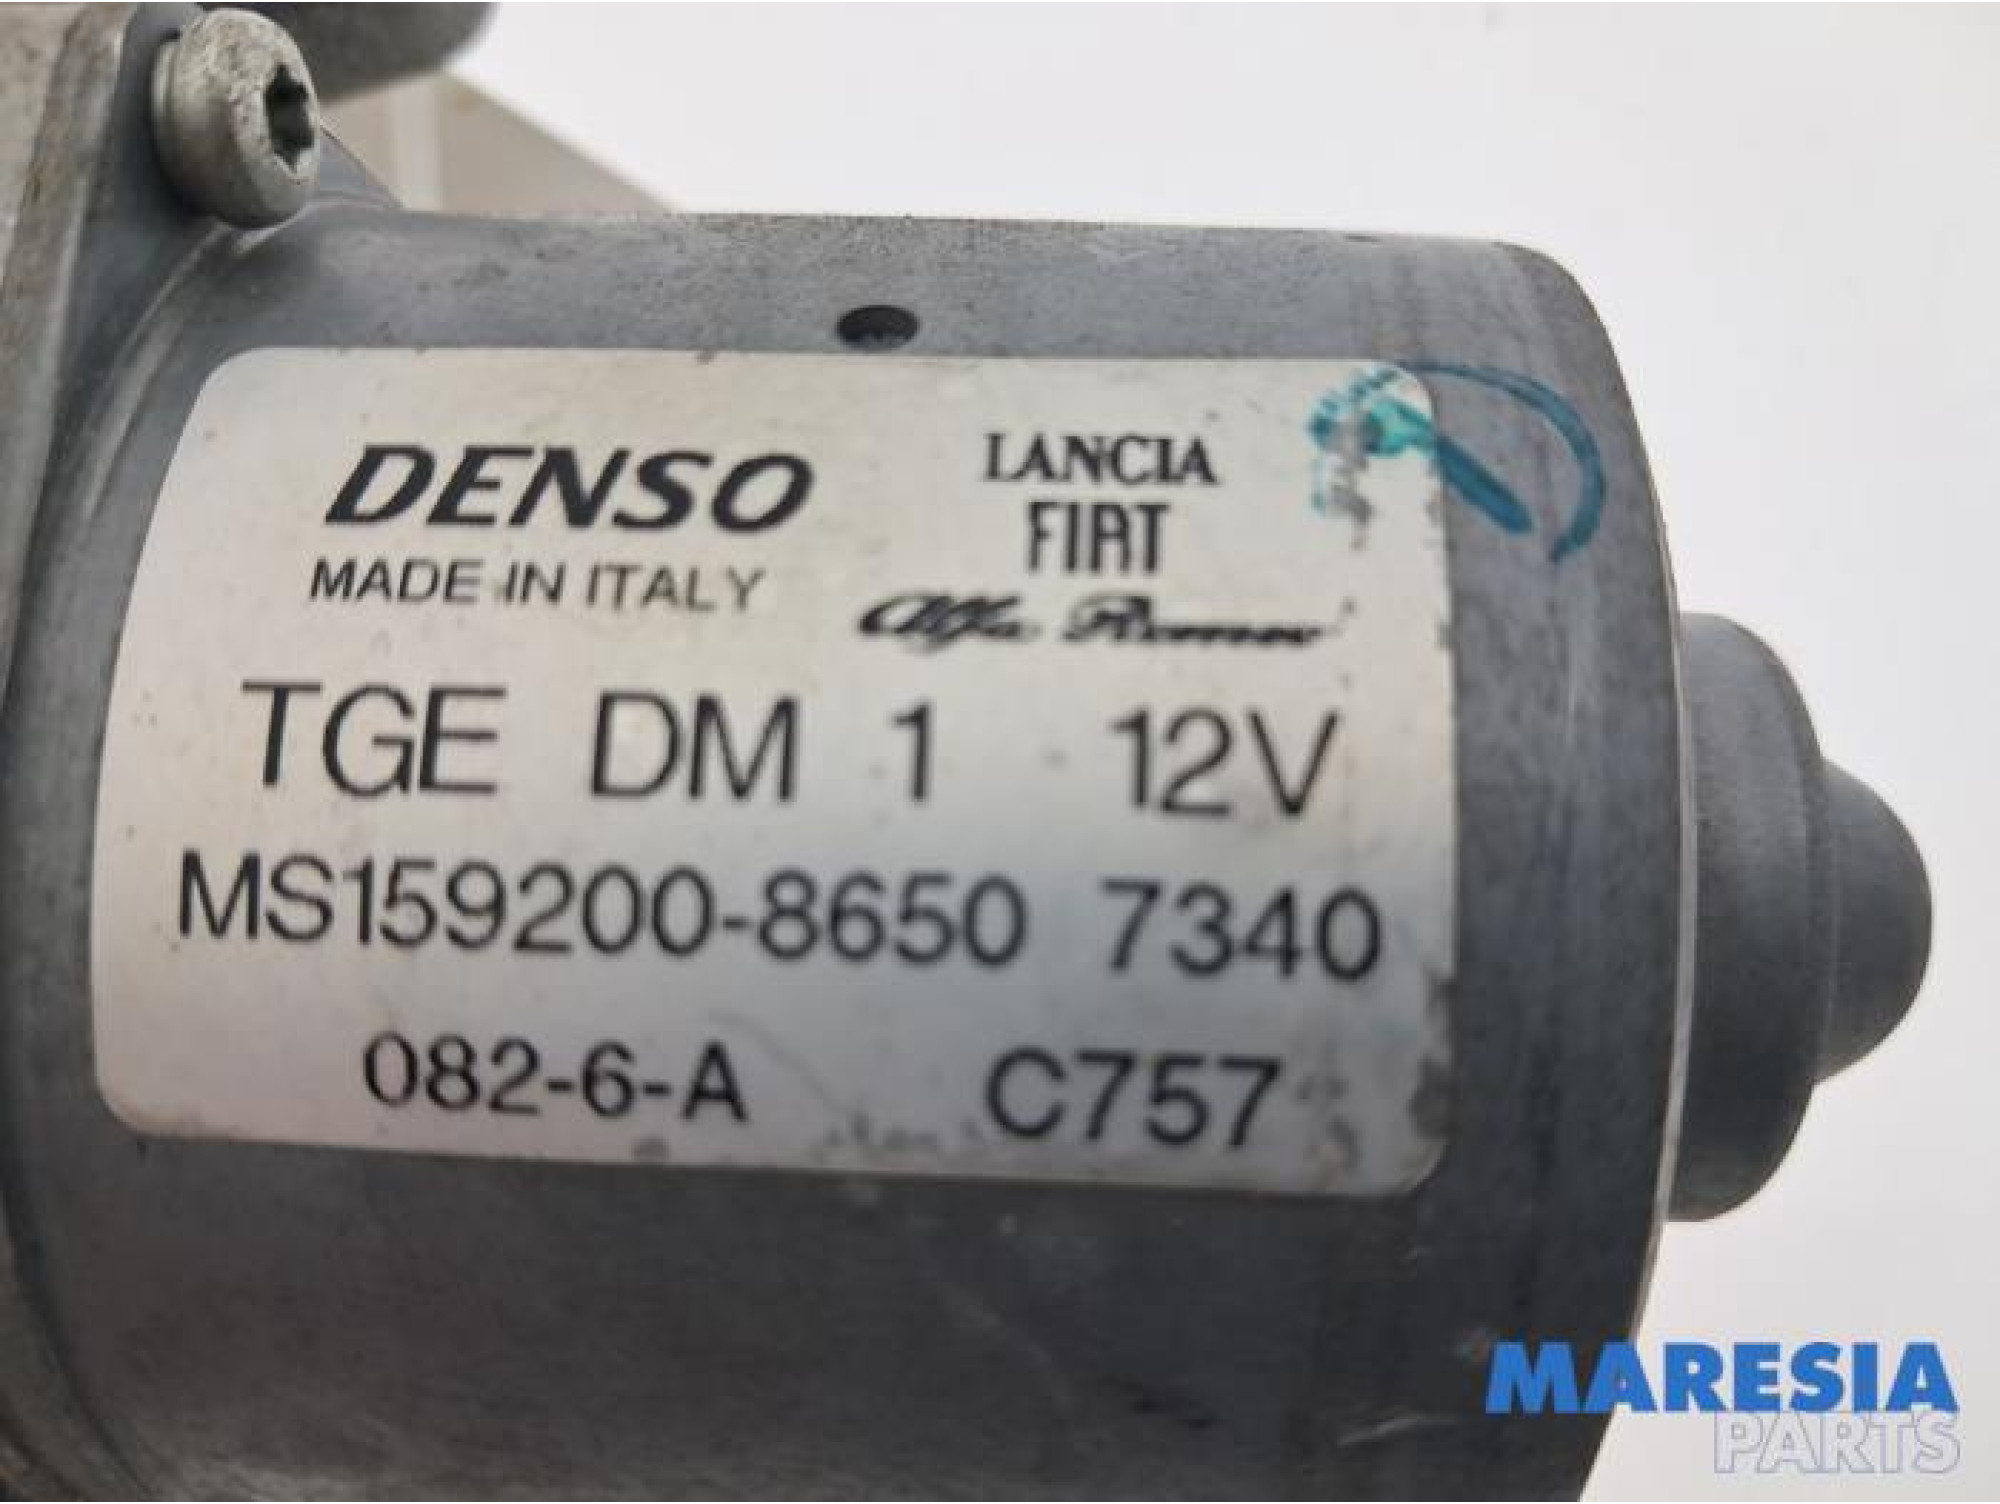 DENSO
MADE IN ITALY
LANCIA
FIAT
Alfa Romeo
TGE DM 1 12V
MS159200-8650 7340
082-6-A C757
MARESIA
PARTS